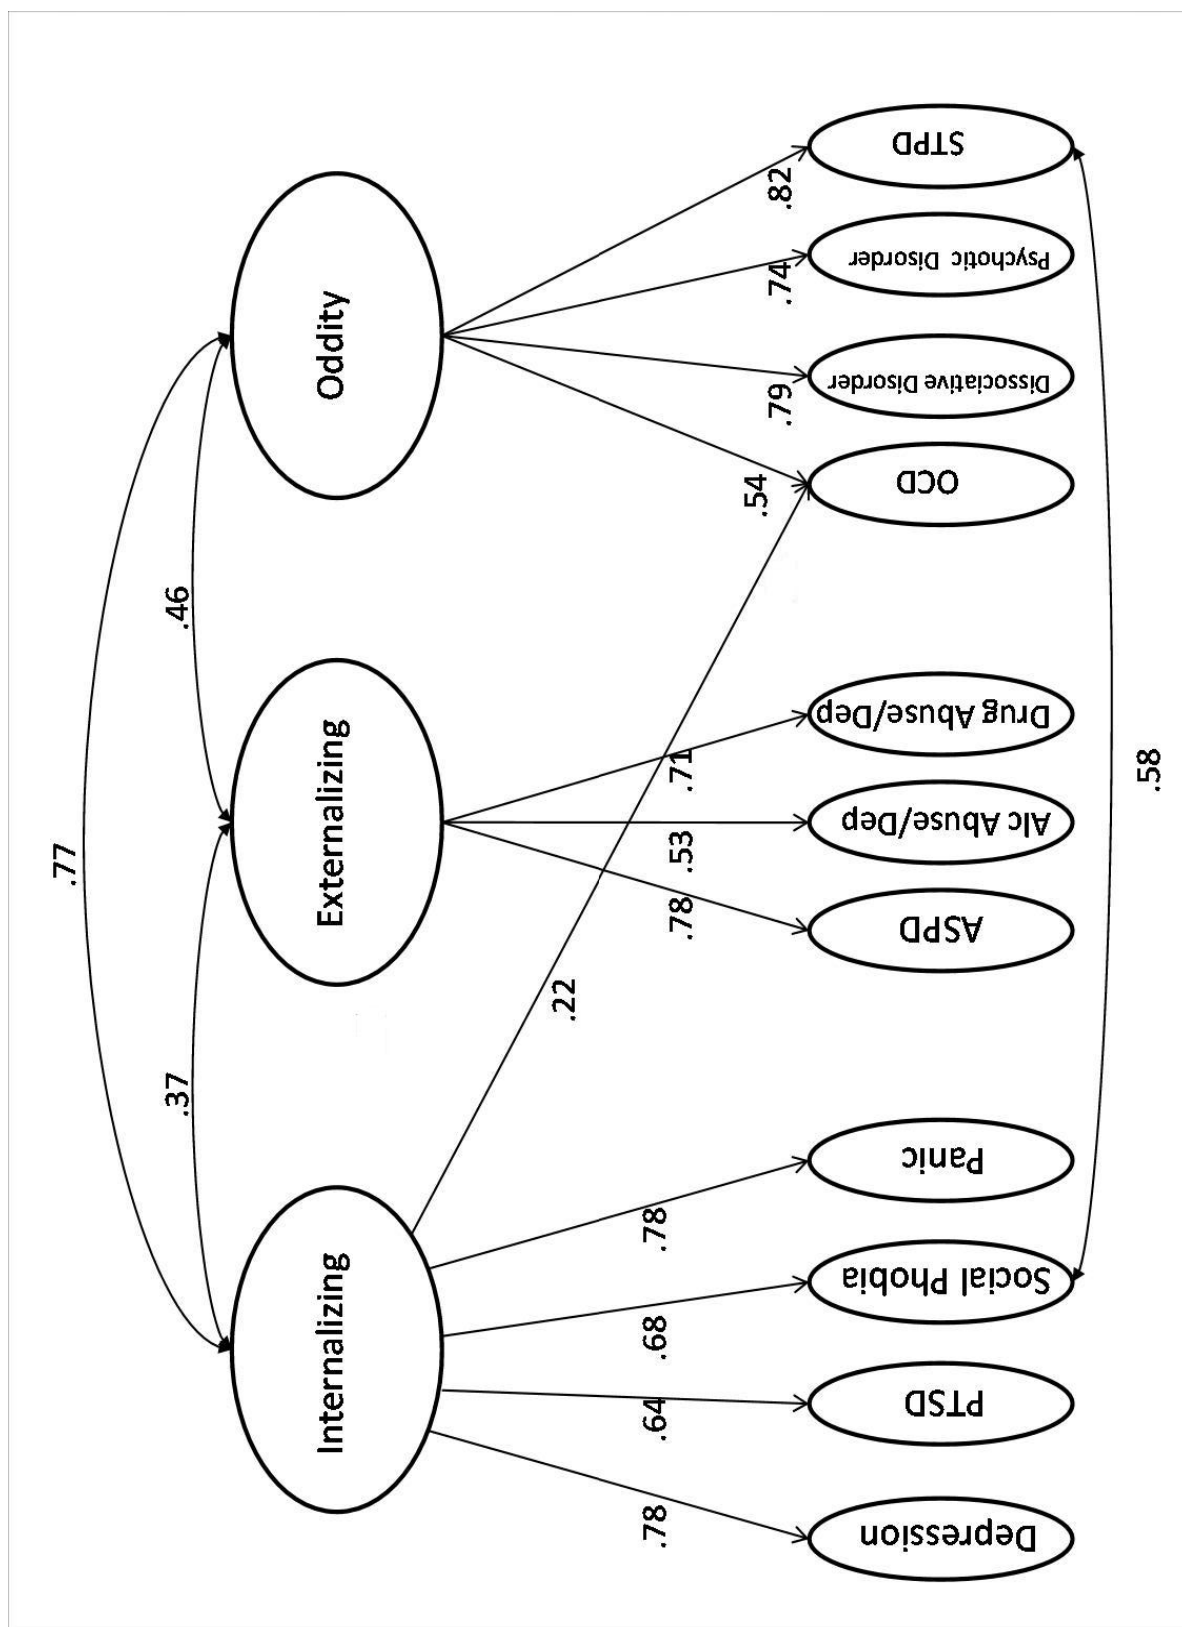 .77
.37
.46
Internalizing
Externalizing
Oddity
.22
.78
.64
.68
.78
.78
.53
.71
.54
.79
.74
.82
Depression
PTSD
Social Phobia
Panic
ASPD
Alc Abuse/Dep
Drug Abuse/Dep
OCD
Dissociative Disorder
Psychotic Disorder
STPD
.58